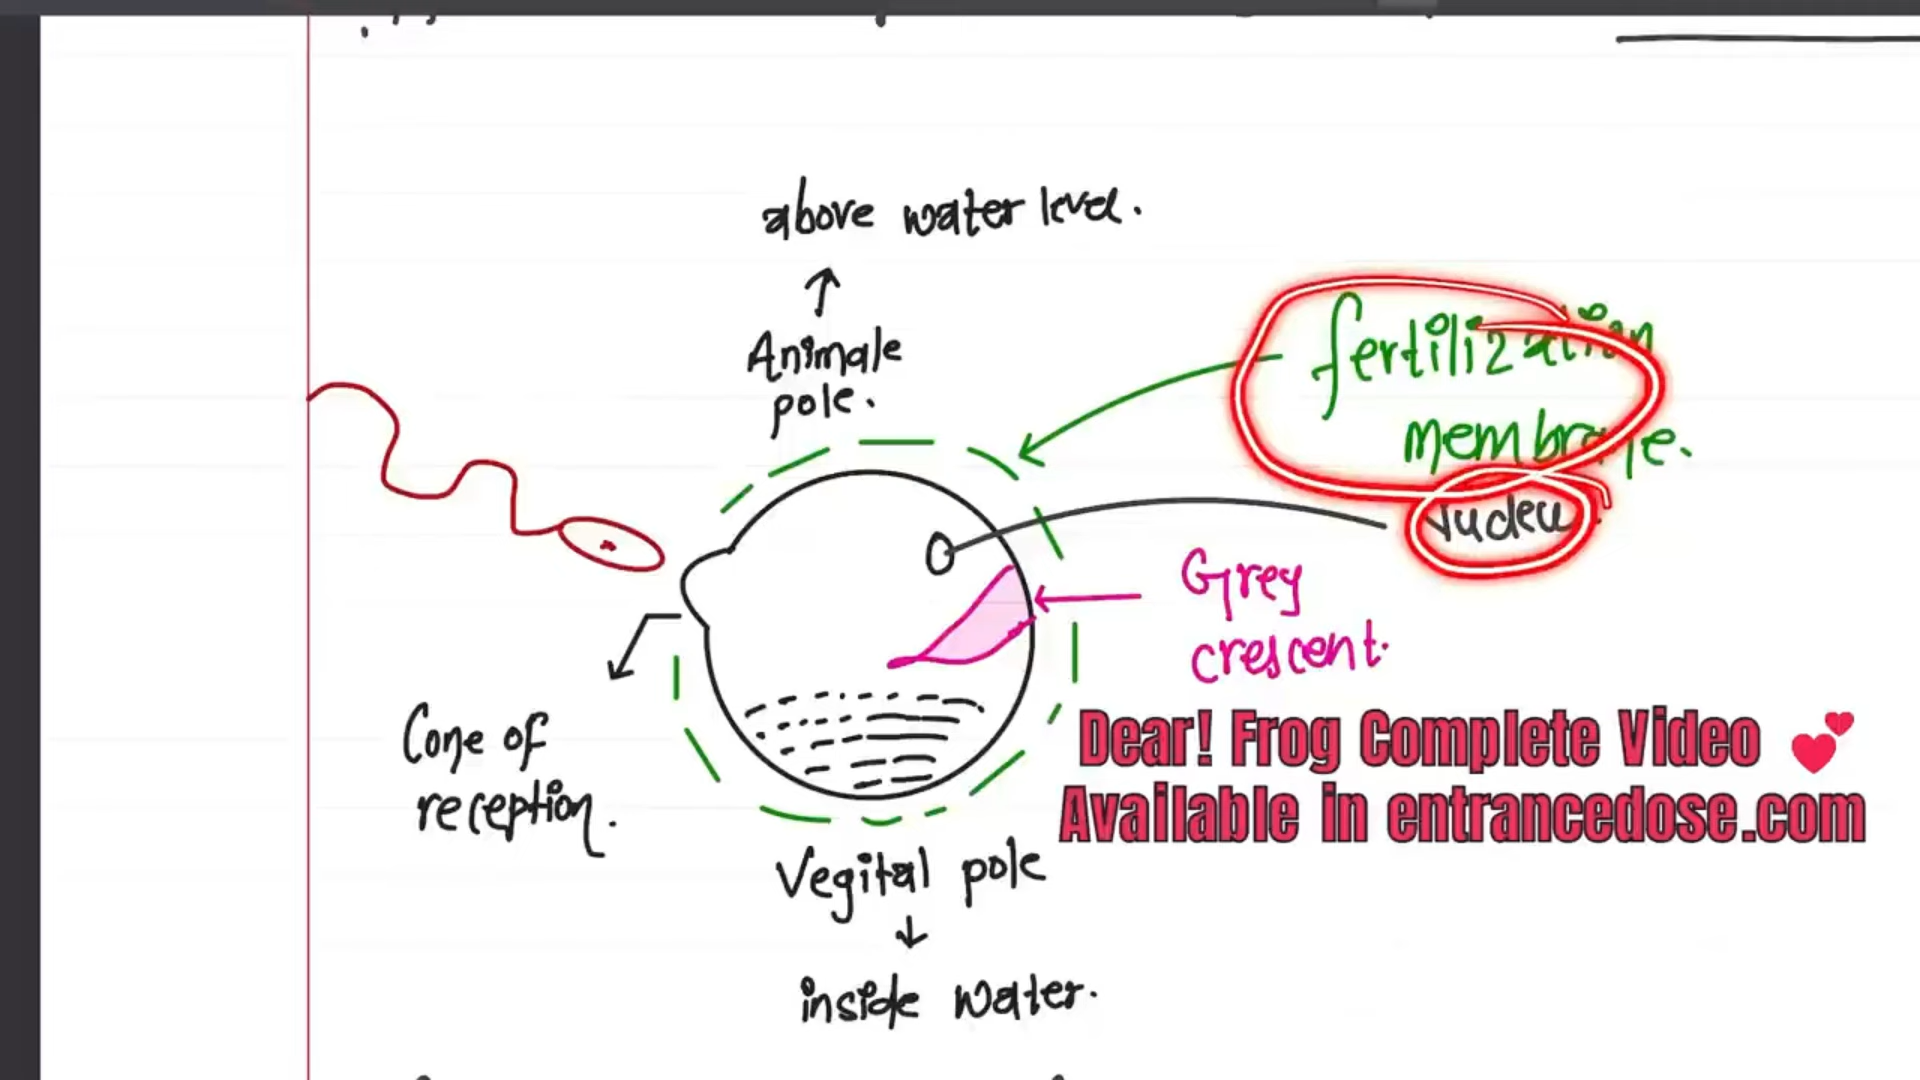 above water level.
Animale
pole.
fertilization
membrane.
Grey
crescent.
Cone of
reception.
Dear! Frog Complete Video 💕
Available in entrancedose.com
Vegital pole
inside water.